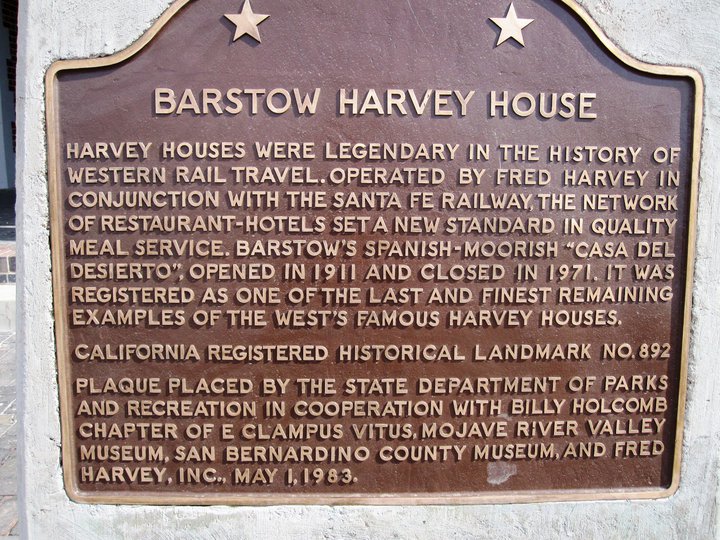 BARSTOW HARVEY HOUSE
HARVEY HOUSES WERE LEGENDARY IN THE HISTORY OF
WESTERN RAIL TRAVEL. OPERATED BY FRED HARVEY IN
CONJUNCTION WITH THE SANTA FE RAILWAY, THE NETWORK
OF RESTAURANT-HOTELS SET A NEW STANDARD IN QUALITY
MEAL SERVICE. BARSTOW'S SPANISH-MOORISH "CASA DEL
DESIERTO", OPENED IN 1911 AND CLOSED IN 1971. IT WAS
REGISTERED AS ONE OF THE LAST AND FINEST REMAINING
EXAMPLES OF THE WEST'S FAMOUS HARVEY HOUSES.
CALIFORNIA REGISTERED HISTORICAL LANDMARK NO. 892
PLAQUE PLACED BY THE STATE DEPARTMENT OF PARKS
AND RECREATION IN COOPERATION WITH BILLY HOLCOMB
CHAPTER OF E CLAMPUS VITUS, MOJAVE RIVER VALLEY
MUSEUM, SAN BERNARDINO COUNTY MUSEUM, AND FRED
HARVEY, INC., MAY 1, 1983.